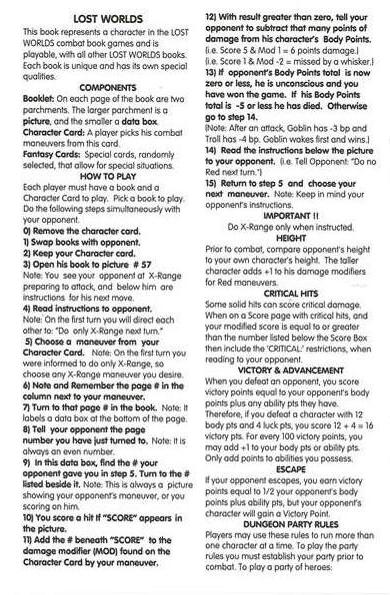 LOST WORLDS
This book represents a character in the LOST
WORLDS combat book games and is
playable, with all other LOST WORLDS books.
Each book is unique and has its own special
qualities.
COMPONENTS
Booklet: On each page of the book are two
parchments. The larger parchment is a
picture, and the smaller a data box.
Character Card: A player picks his combat
maneuvers from this card.
Fantasy Cards: Special cards, randomly
selected, that allow for special situations.
HOW TO PLAY
Each player must have a book and a
Character Card to play. Pick a book to play.
Do the following steps simultaneously with
your opponent.
0) Remove the character card.
1) Swap books with opponent.
2) Keep your Character card.
3) Open his book to picture # 57
Note: You see your opponent at X-Range
preparing to attack, and below him are
instructions for his next move.
4) Read instructions to opponent.
Note: On the first turn you will direct each
other to: "Do only X-Range next turn."
5) Choose a maneuver from your
Character Card. Note: On the first turn you
were informed to do only X-Range, so
choose any X-Range maneuver you desire.
6) Note and Remember the page # in the
column next to your maneuver.
7) Turn to that page # in the book. Note: It
labels a data box at the bottom of the page.
8) Tell your opponent the page
number you have just turned to. Note: It is
always an even number.
9) In this data box, find the # your
opponent gave you in step 5. Turn to the #
listed beside it. Note: This is always a picture
showing your opponent's maneuver, or you
scoring on him.
10) You score a hit if "SCORE" appears in
the picture.
11) Add the # beneath "SCORE" to the
damage modifier (MOD) found on the
Character Card by your maneuver.
12) With result greater than zero, tell your
opponent to subtract that many points of
damage from his character's Body Points.
(i.e. Score 5 & Mod 1 = 6 points damage.)
(i.e. Score 1 & Mod -2 = missed by a whisker.)
13) If opponent's Body Points total is now
zero or less, he is unconscious and you
have won the game. If his Body Points
total is -5 or less he has died. Otherwise
go to step 14.
(Note: After an attack, Goblin has -3 bp and
Troll has -4 bp. Goblin wakes first and wins.)
14) Read the instructions below the picture
to your opponent. (i.e. Tell Opponent: "Do no
Red next turn.")
15) Return to step 5 and choose your
next maneuver. Note: Keep in mind your
opponent's instructions.
IMPORTANT !!
Do X-Range only when instructed.
HEIGHT
Prior to combat, compare opponent's height
to your own character's height. The taller
character adds +1 to his damage modifiers
for Red maneuvers.
CRITICAL HITS
Some solid hits can score critical damage.
When on a Score page with critical hits, and
your modified score is equal to or greater
than the number listed below the Score Box
then include the 'CRITICAL:' restrictions, when
reading to your opponent.
VICTORY & ADVANCEMENT
When you defeat an opponent, you score
victory points equal to your opponent's body
points plus any ability pts they have.
Therefore, if you defeat a character with 12
body pts and 4 luck pts, you score 12 + 4 = 16
victory pts. For every 100 victory points, you
may add +1 to your body pts or ability pts.
Only add points to abilities you possess.
ESCAPE
If your opponent escapes, you earn victory
points equal to 1/2 your opponent's body
points plus ability pts, but your opponent's
character will gain a Victory Point.
DUNGEON PARTY RULES
Players may use these rules to run more than
one character at a time. To play the party
rules you must establish your party prior to
combat. To play a party of heroes: